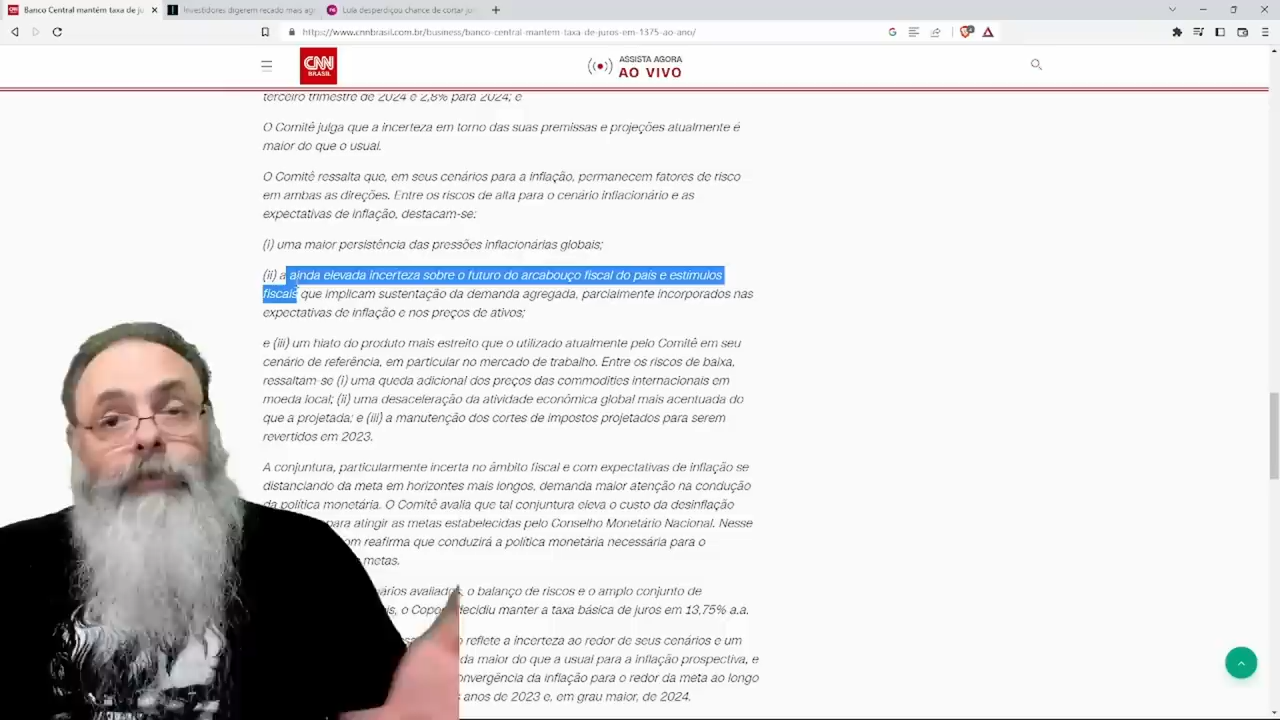 Banco Central mantém taxa de ju
Investidores digerem recado mais ag
Lula desperdiçou chance de cortar jur
https://www.cnnbrasil.com.br/business/banco-central-mantem-taxa-de-juros-em-1375-ao-ano/
CNN
BRASIL
ASSISTA AGORA
AO VIVO
terceiro trimestre de 2024 e 2,8% para 2024; e
O Comitê julga que a incerteza em torno das suas premissas e projeções atualmente é
maior do que o usual.
O Comitê ressalta que, em seus cenários para a inflação, permanecem fatores de risco
em ambas as direções. Entre os riscos de alta para o cenário inflacionário e as
expectativas de inflação, destacam-se:
(i) uma maior persistência das pressões inflacionárias globais;
(ii) a ainda elevada incerteza sobre o futuro do arcabouço fiscal do país e estímulos
fiscais que implicam sustentação da demanda agregada, parcialmente incorporados nas
expectativas de inflação e nos preços de ativos;
e (iii) um hiato do produto mais estreito que o utilizado atualmente pelo Comitê em seu
cenário de referência, em particular no mercado de trabalho. Entre os riscos de baixa,
ressaltam-se (i) uma queda adicional dos preços das commodities internacionais em
moeda local; (ii) uma desaceleração da atividade econômica global mais acentuada do
que a projetada; e (iii) a manutenção dos cortes de impostos projetados para serem
revertidos em 2023.
A conjuntura, particularmente incerta no âmbito fiscal e com expectativas de inflação se
distanciando da meta em horizontes mais longos, demanda maior atenção na condução
da política monetária. O Comitê avalia que tal conjuntura eleva o custo da desinflação
para atingir as metas estabelecidas pelo Conselho Monetário Nacional. Nesse
om reafirma que conduzirá a política monetária necessária para o
metas.
ários avaliados, o balanço de riscos e o amplo conjunto de
is, o Copom decidiu manter a taxa básica de juros em 13,75% a.a.
o reflete a incerteza ao redor de seus cenários e um
da maior do que a usual para a inflação prospectiva, e
onvergência da inflação para o redor da meta ao longo
s anos de 2023 e, em grau maior, de 2024.